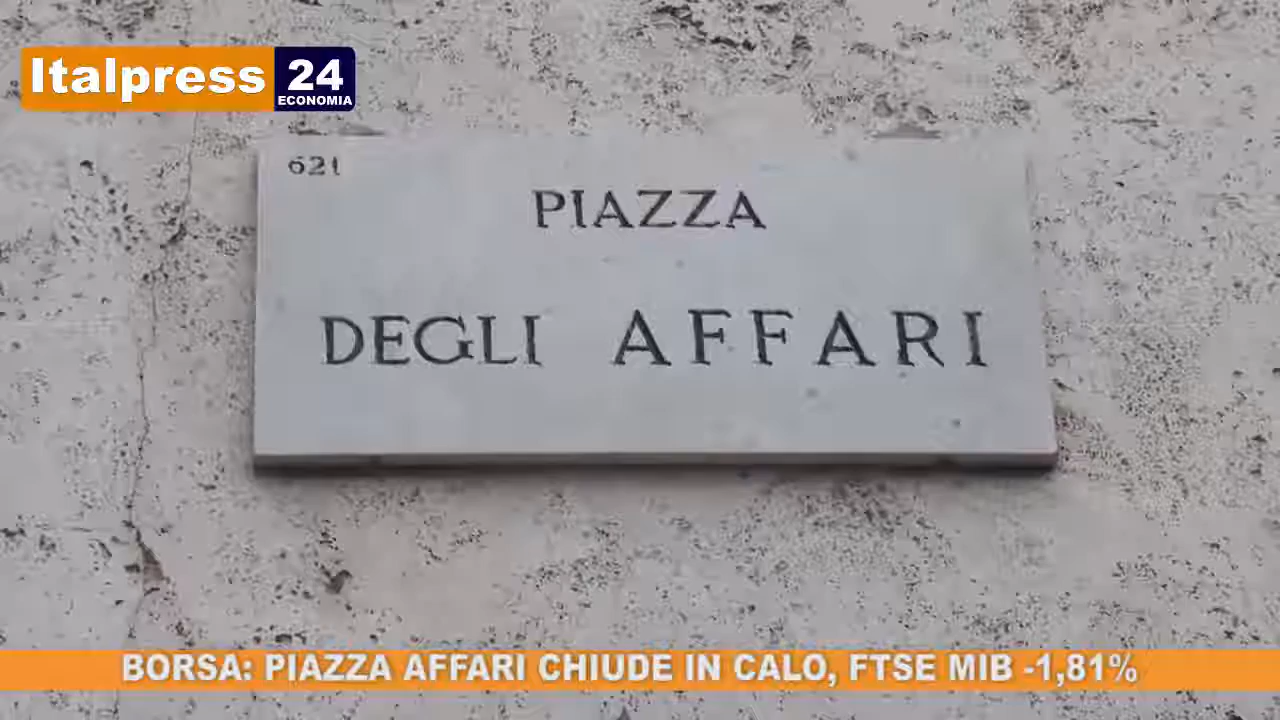 Italpress 24
ECONOMIA
621
PIAZZA
DEGLI AFFARI
BORSA: PIAZZA AFFARI CHIUDE IN CALO, FTSE MIB -1,81%